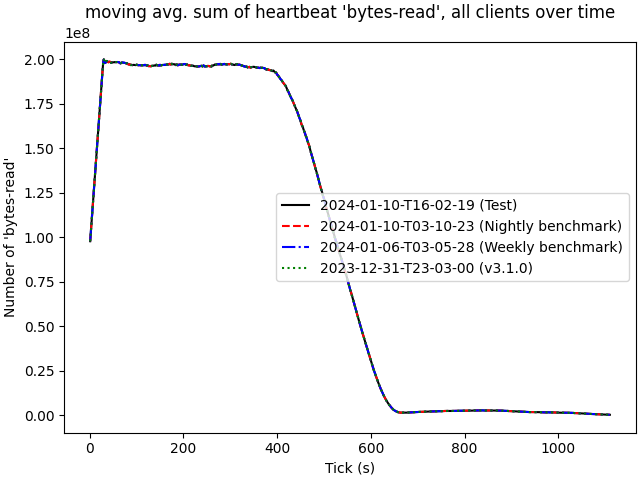 moving avg. sum of heartbeat 'bytes-read', all clients over time
1e8
2.00
1.75
1.50
1.25
1.00
0.75
0.50
0.25
0.00
Number of 'bytes-read'
2024-01-10-T16-02-19 (Test)
2024-01-10-T03-10-23 (Nightly benchmark)
2024-01-06-T03-05-28 (Weekly benchmark)
2023-12-31-T23-03-00 (v3.1.0)
0 200 400 600 800 1000
Tick (s)